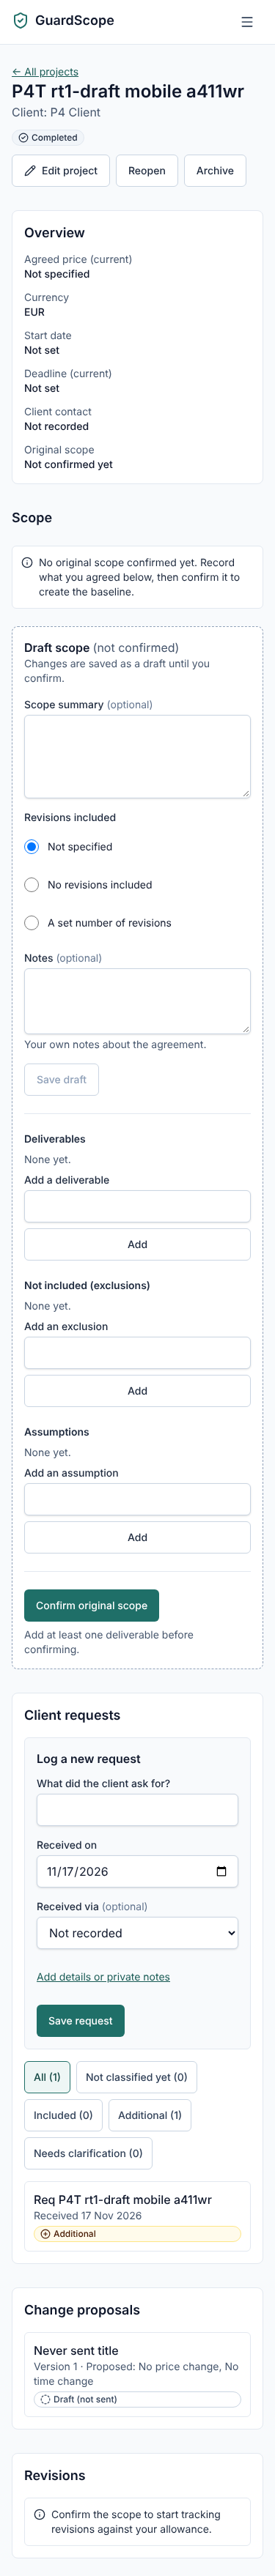 GuardScope
← All projects
P4T rt1-draft mobile a411wr
Client: P4 Client
Completed
Edit project
Reopen
Archive
Overview
Agreed price (current)
Not specified
Currency
EUR
Start date
Not set
Deadline (current)
Not set
Client contact
Not recorded
Original scope
Not confirmed yet
Scope
No original scope confirmed yet. Record
what you agreed below, then confirm it to
create the baseline.
Draft scope (not confirmed)
Changes are saved as a draft until you
confirm.
Scope summary (optional)
Revisions included
Not specified
No revisions included
A set number of revisions
Notes (optional)
Your own notes about the agreement.
Save draft
Deliverables
None yet.
Add a deliverable
Add
Not included (exclusions)
None yet.
Add an exclusion
Add
Assumptions
None yet.
Add an assumption
Add
Confirm original scope
Add at least one deliverable before
confirming.
Client requests
Log a new request
What did the client ask for?
Received on
11/17/2026
Received via (optional)
Not recorded
Add details or private notes
Save request
All (1)
Not classified yet (0)
Included (0)
Additional (1)
Needs clarification (0)
Req P4T rt1-draft mobile a411wr
Received 17 Nov 2026
Additional
Change proposals
Never sent title
Version 1 · Proposed: No price change, No
time change
Draft (not sent)
Revisions
Confirm the scope to start tracking
revisions against your allowance.